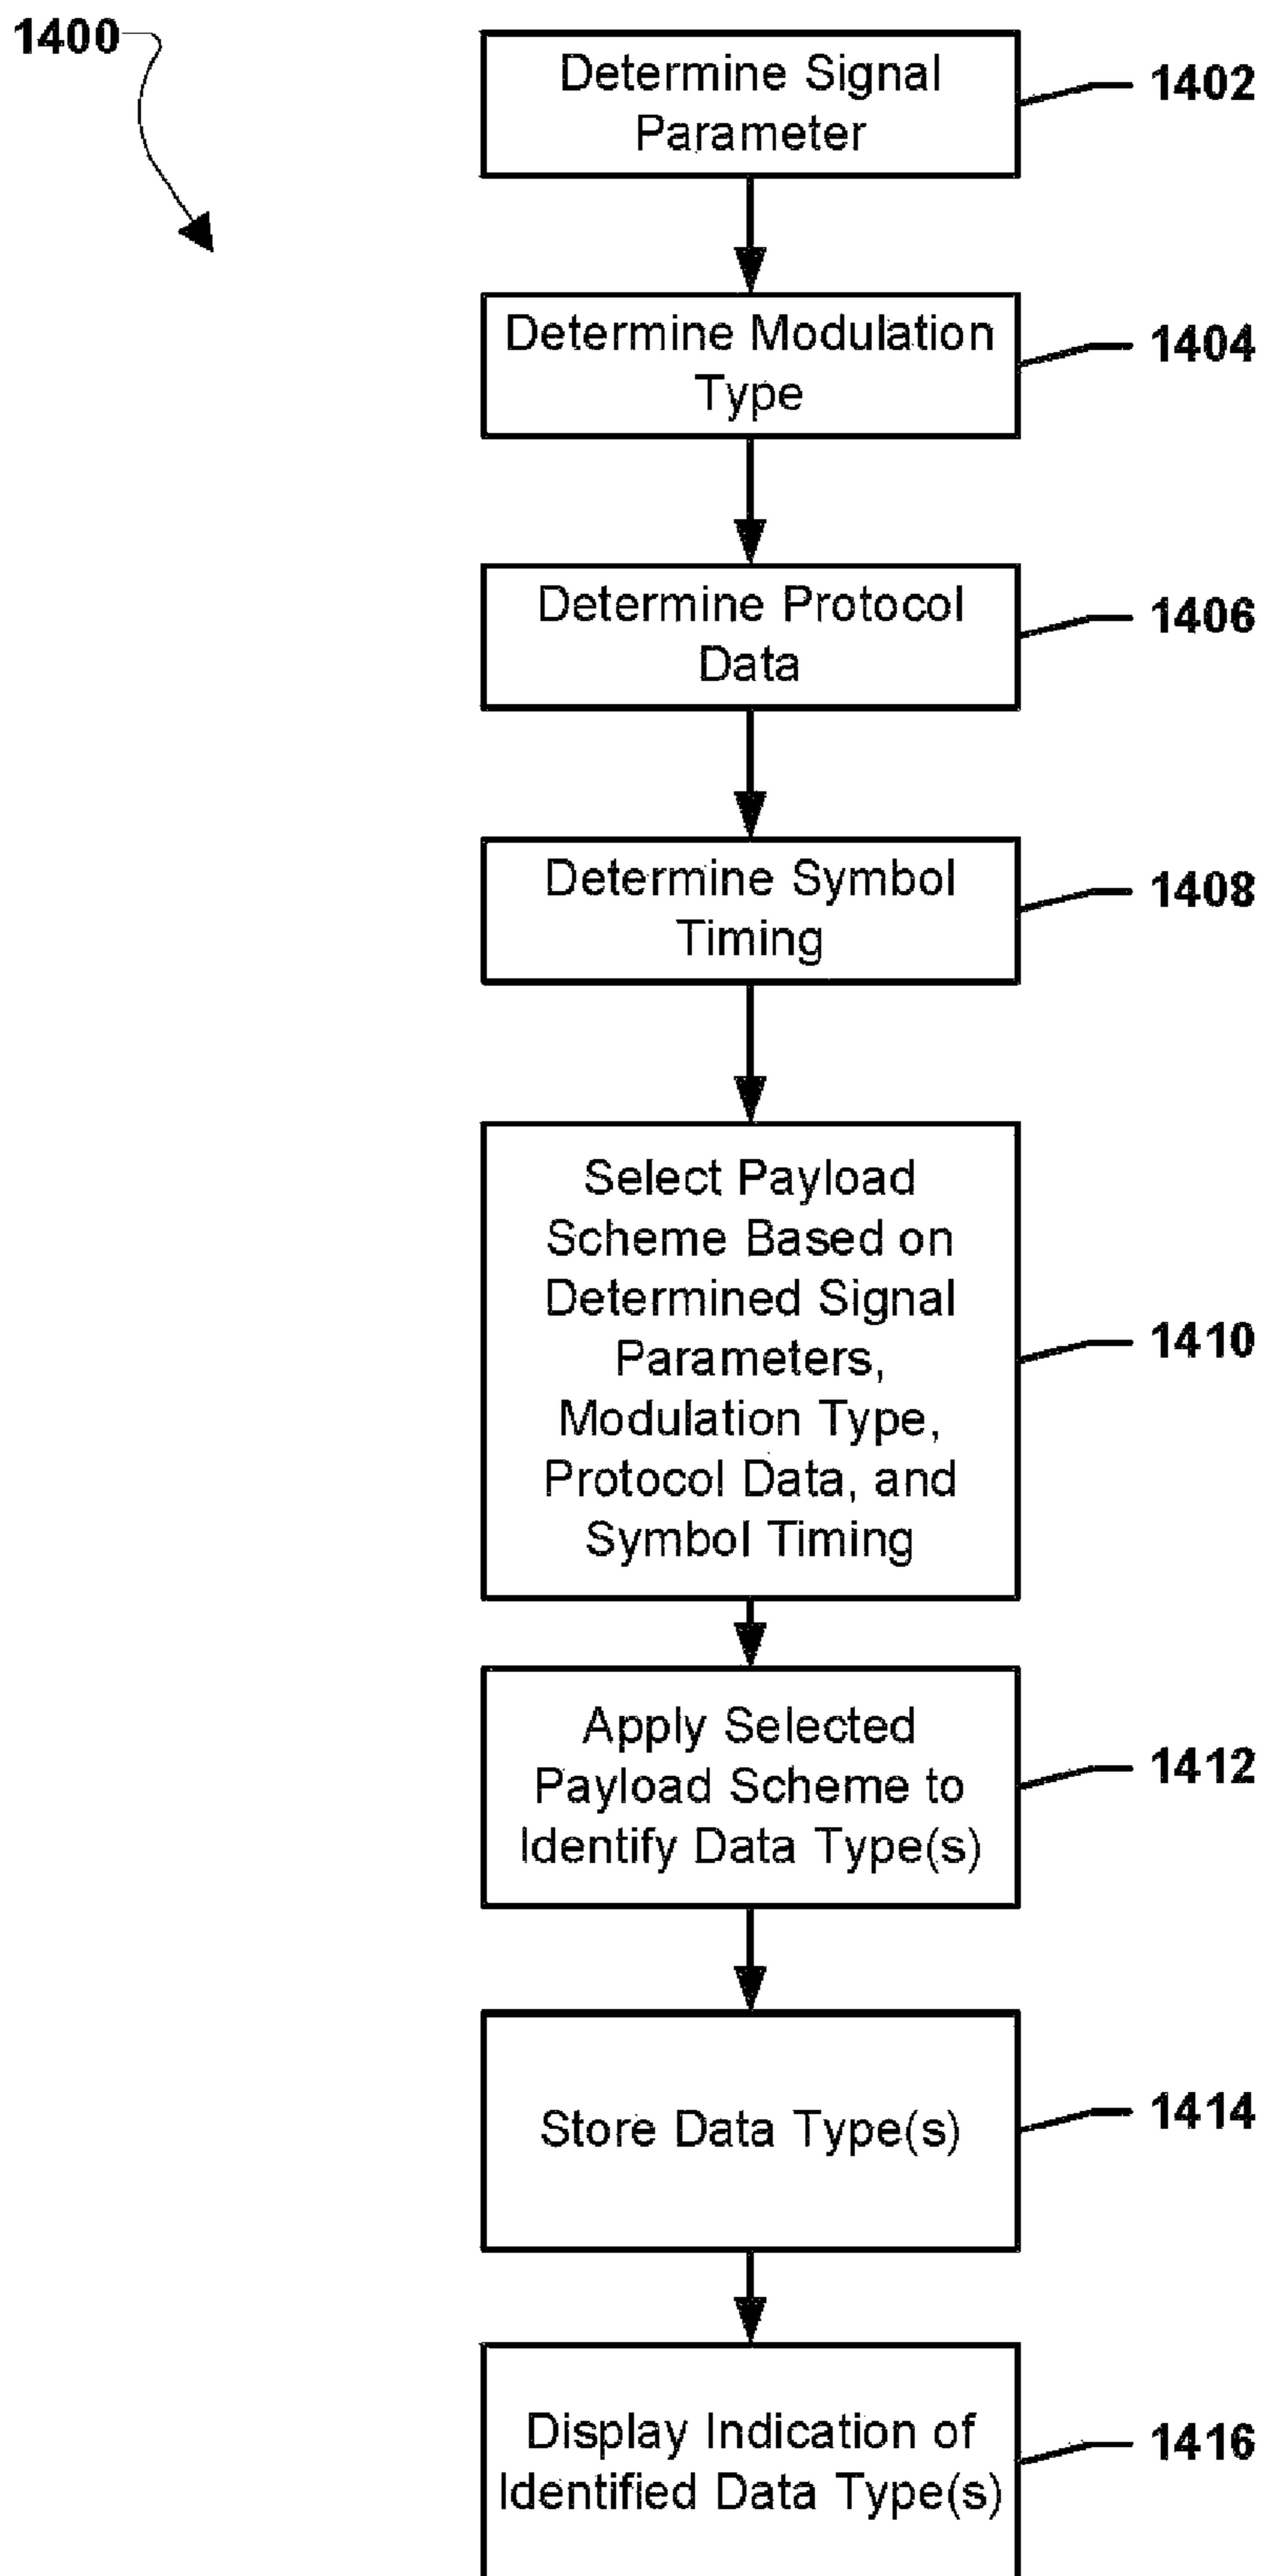 1400
Determine Signal
Parameter
1402
Determine Modulation
Type
1404
Determine Protocol
Data
1406
Determine Symbol
Timing
1408
Select Payload
Scheme Based on
Determined Signal
Parameters,
Modulation Type,
Protocol Data, and
Symbol Timing
1410
Apply Selected
Payload Scheme to
Identify Data Type(s)
1412
Store Data Type(s)
1414
Display Indication of
Identified Data Type(s)
1416